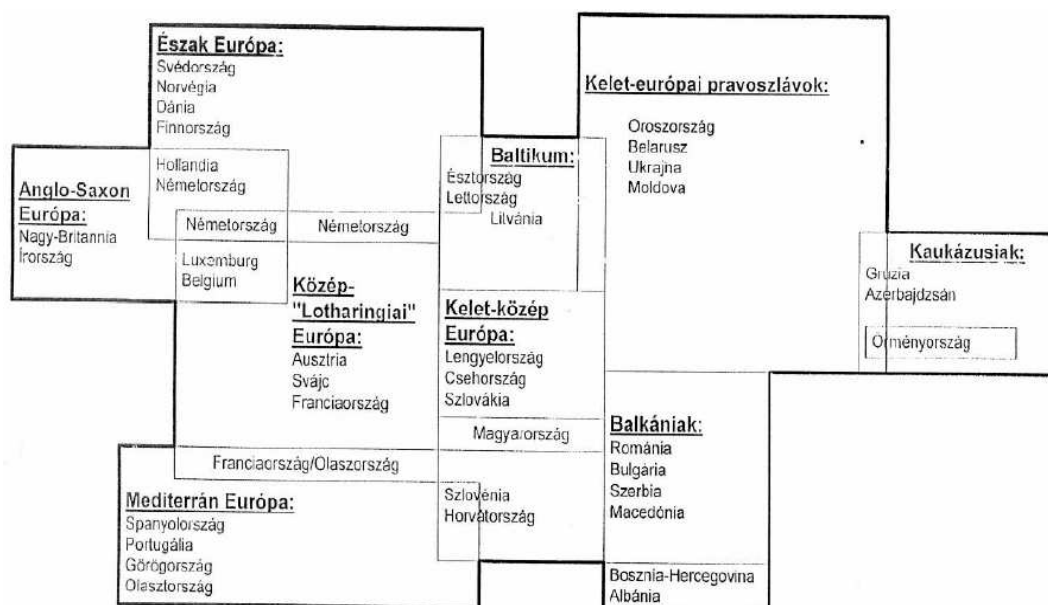 Észak Európa:
Svédország
Norvégia
Dánia
Finnország
Hollandia
Németország
Anglo-Saxon
Európa:
Nagy-Britannia
Írország
Németország
Németország
Luxemburg
Belgium
Közép-
"Lotharingiai"
Európa:
Ausztria
Svájc
Franciaország
Franciaország/Olaszország
Mediterrán Európa:
Spanyolország
Portugália
Görögország
Olasztország
Baltikum:
Észtország
Lettország
Litvánia
Kelet-közép
Európa:
Lengyelország
Csehország
Szlovákia
Magyarország
Szlovénia
Horvátország
Kelet-európai pravoszlávok:
Oroszország
Belarusz
Ukrajna
Moldova
Kaukázusiak:
Gruzia
Azerbajdzsán
Örményország
Balkániak:
Románia
Bulgária
Szerbia
Macedónia
Bosznia-Hercegovina
Albánia